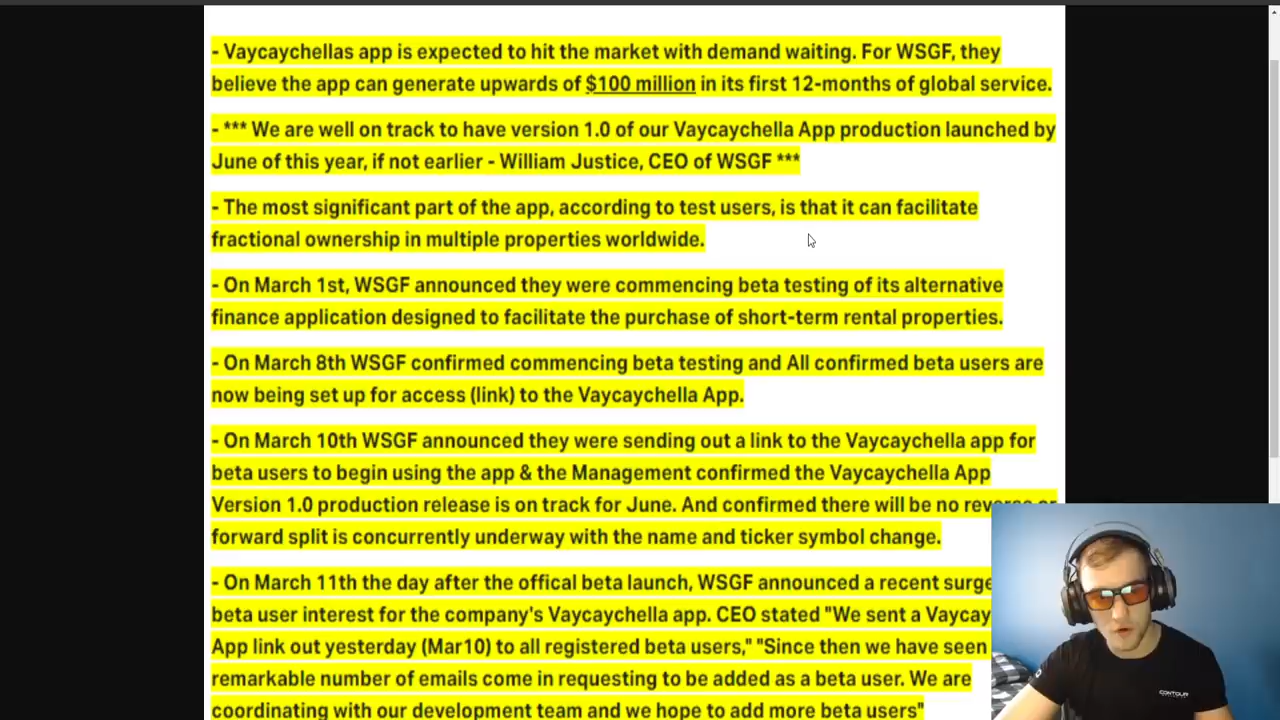 - Vaycaychellas app is expected to hit the market with demand waiting. For WSGF, they
believe the app can generate upwards of $100 million in its first 12-months of global service.
- *** We are well on track to have version 1.0 of our Vaycaychella App production launched by
June of this year, if not earlier - William Justice, CEO of WSGF ***
- The most significant part of the app, according to test users, is that it can facilitate
fractional ownership in multiple properties worldwide.
- On March 1st, WSGF announced they were commencing beta testing of its alternative
finance application designed to facilitate the purchase of short-term rental properties.
- On March 8th WSGF confirmed commencing beta testing and All confirmed beta users are
now being set up for access (link) to the Vaycaychella App.
- On March 10th WSGF announced they were sending out a link to the Vaycaychella app for
beta users to begin using the app & the Management confirmed the Vaycaychella App
Version 1.0 production release is on track for June. And confirmed there will be no
forward split is concurrently underway with the name and ticker symbol change.
- On March 11th the day after the offical beta launch, WSGF announced a recent surge
beta user interest for the company's Vaycaychella app. CEO stated "We sent a Vaycay
App link out yesterday (Mar10) to all registered beta users," "Since then we have seen
remarkable number of emails come in requesting to be added as a beta user. We are
coordinating with our development team and we hope to add more beta users"
CONTOUR